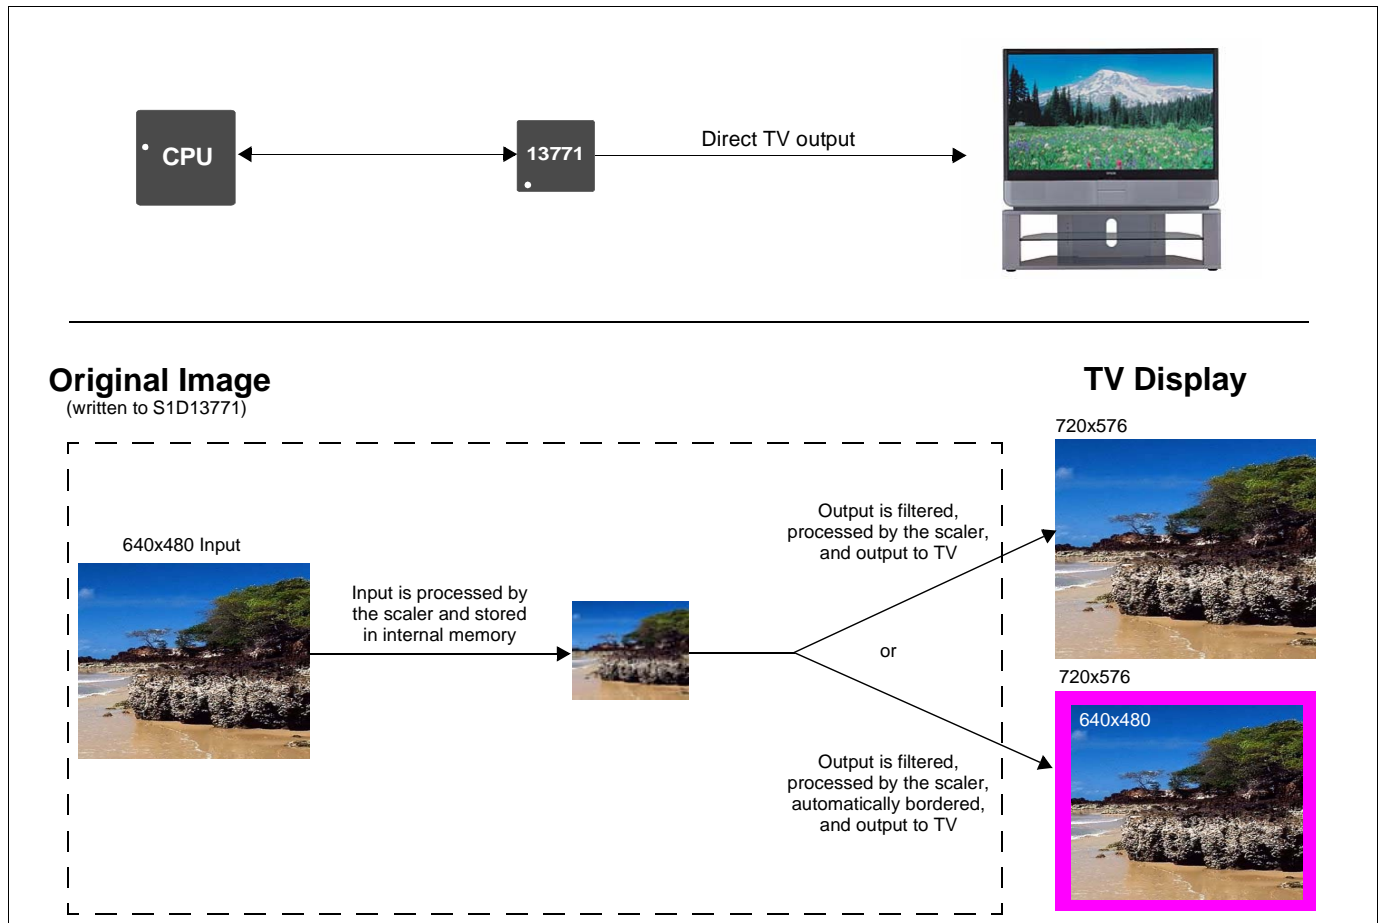 CPU
13771
Direct TV output
Original Image
(written to S1D13771)
TV Display
720x576
640x480 Input
Input is processed by
the scaler and stored
in internal memory
Output is filtered,
processed by the scaler,
and output to TV
or
720x576
640x480
Output is filtered,
processed by the scaler,
automatically bordered,
and output to TV